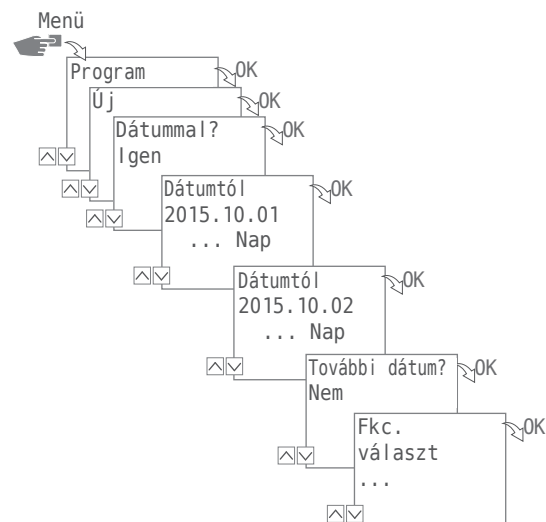 Menü
Program
OK
Új
OK
Dátummal?
OK
Igen
Dátumtól
OK
2015.10.01
... Nap
Dátumtól
OK
2015.10.02
... Nap
További dátum?
OK
Nem
Fkc.
OK
választ
...